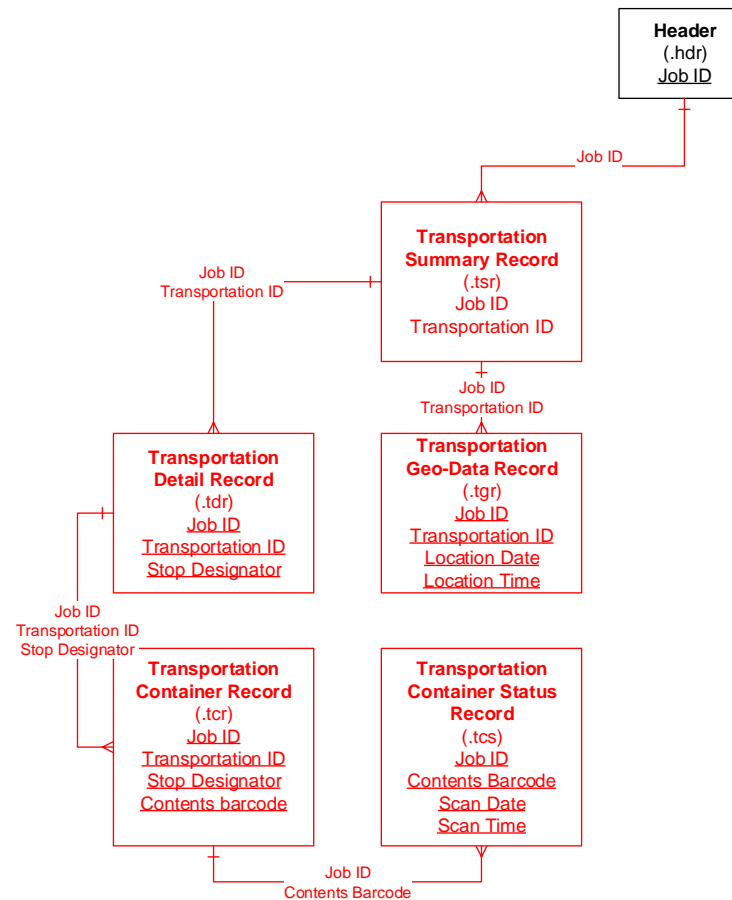 Header
(.hdr)
Job ID
Job ID
Transportation
Summary Record
(.tsr)
Job ID
Transportation ID
Job ID
Transportation ID
Job ID
Transportation ID
Transportation
Detail Record
(.tdr)
Job ID
Transportation ID
Stop Designator
Transportation
Geo-Data Record
(.tgr)
Job ID
Transportation ID
Location Date
Location Time
Job ID
Transportation ID
Stop Designator
Transportation
Container Record
(.tcr)
Job ID
Transportation ID
Stop Designator
Contents barcode
Transportation
Container Status
Record
(.tcs)
Job ID
Contents Barcode
Scan Date
Scan Time
Job ID
Contents Barcode